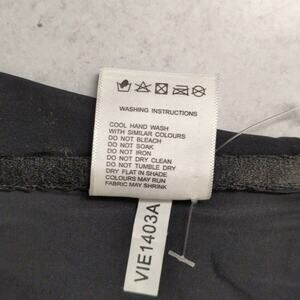 WASHING INSTRUCTIONS
COOL HAND WASH
WITH SIMILAR COLOURS
DO NOT BLEACH
DO NOT SOAK
DO NOT IRON
DO NOT DRY CLEAN
DO NOT TUMBLE DRY
DRY FLAT IN SHADE
COLOURS MAY RUN
FABRIC MAY SHRINK
VIE1403A